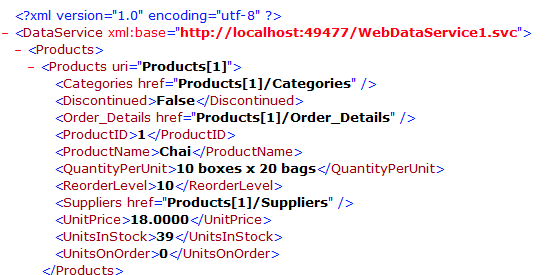 <?xml version="1.0" encoding="utf-8" ?>
- <DataService xml:base="http://localhost:49477/WebDataService1.svc">
- <Products>
- <Products uri="Products[1]">
<Categories href="Products[1]/Categories" />
<Discontinued>False</Discontinued>
<Order_Details href="Products[1]/Order_Details" />
<ProductID>1</ProductID>
<ProductName>Chai</ProductName>
<QuantityPerUnit>10 boxes x 20 bags</QuantityPerUnit>
<ReorderLevel>10</ReorderLevel>
<Suppliers href="Products[1]/Suppliers" />
<UnitPrice>18.0000</UnitPrice>
<UnitsInStock>39</UnitsInStock>
<UnitsOnOrder>0</UnitsOnOrder>
</Products>